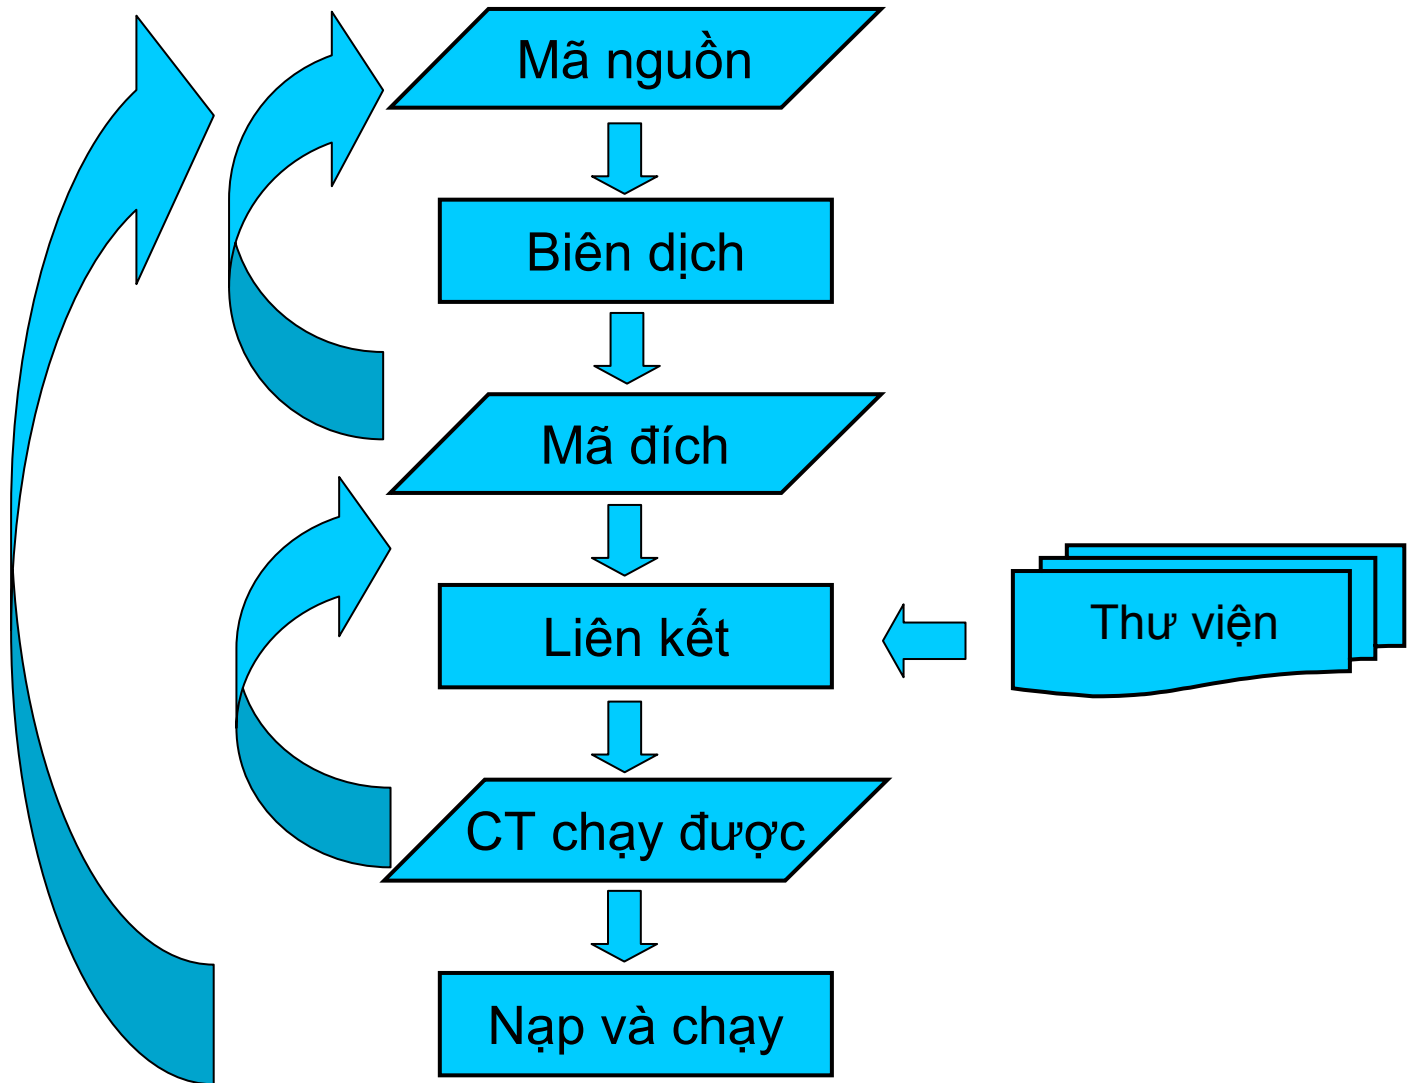 Mã nguồn
Biên dịch
Mã đích
Liên kết
Thư viện
CT chạy được
Nạp và chạy